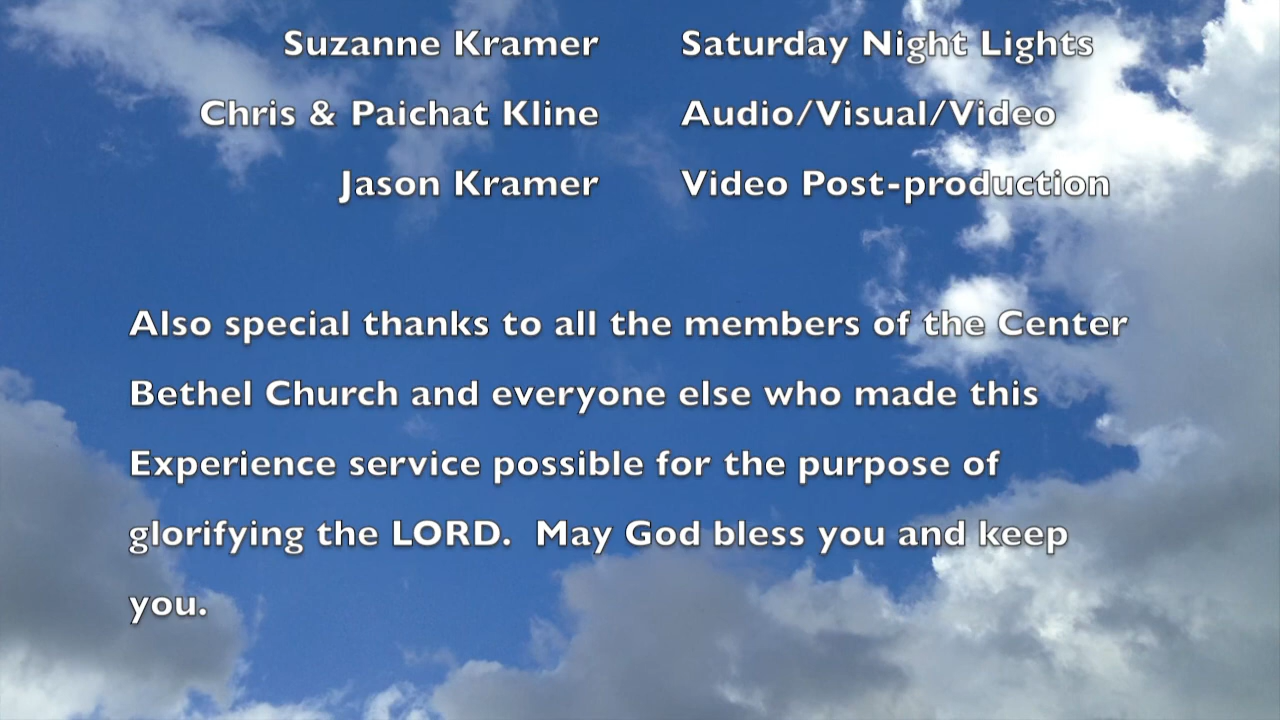 Suzanne Kramer Saturday Night Lights
Chris & Paichat Kline Audio/Visual/Video
Jason Kramer Video Post-production
Also special thanks to all the members of the Center
Bethel Church and everyone else who made this
Experience service possible for the purpose of
glorifying the LORD.  May God bless you and keep
you.